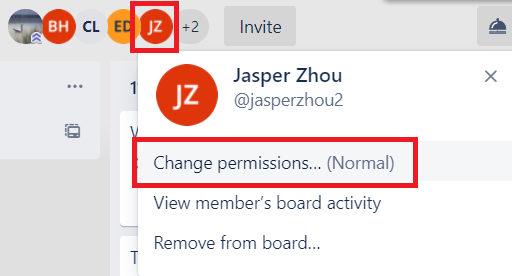 BH CL ED JZ +2 Invite
Jasper Zhou
JZ
@jasperzhou2
Change permissions... (Normal)
View member's board activity
Remove from board...